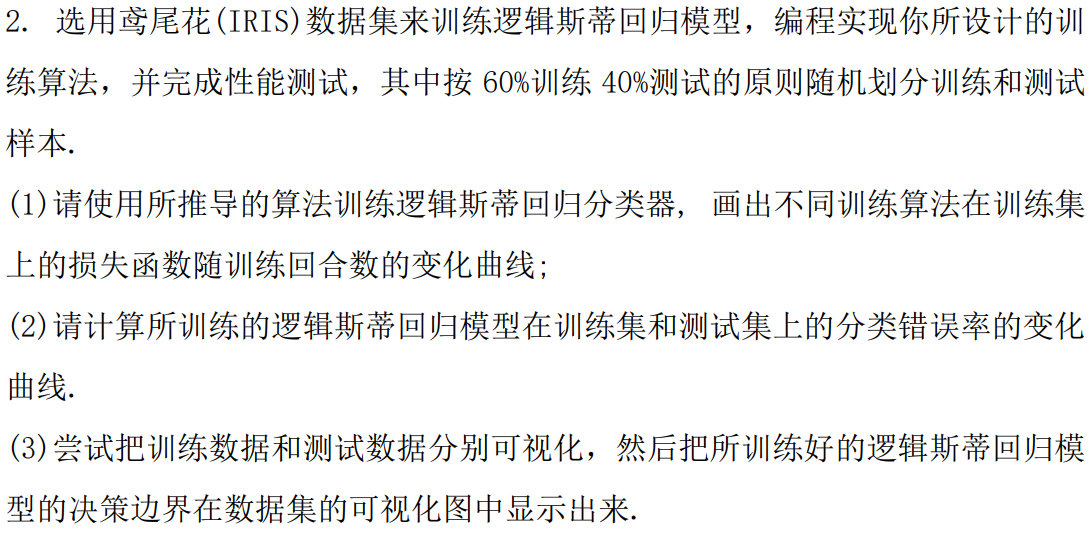 2. 选用鸢尾花(IRIS)数据集来训练逻辑斯蒂回归模型，编程实现你所设计的训
练算法，并完成性能测试，其中按 60%训练 40%测试的原则随机划分训练和测试
样本.
(1)请使用所推导的算法训练逻辑斯蒂回归分类器， 画出不同训练算法在训练集
上的损失函数随训练回合数的变化曲线;
(2)请计算所训练的逻辑斯蒂回归模型在训练集和测试集上的分类错误率的变化
曲线.
(3)尝试把训练数据和测试数据分别可视化，然后把所训练好的逻辑斯蒂回归模
型的决策边界在数据集的可视化图中显示出来.